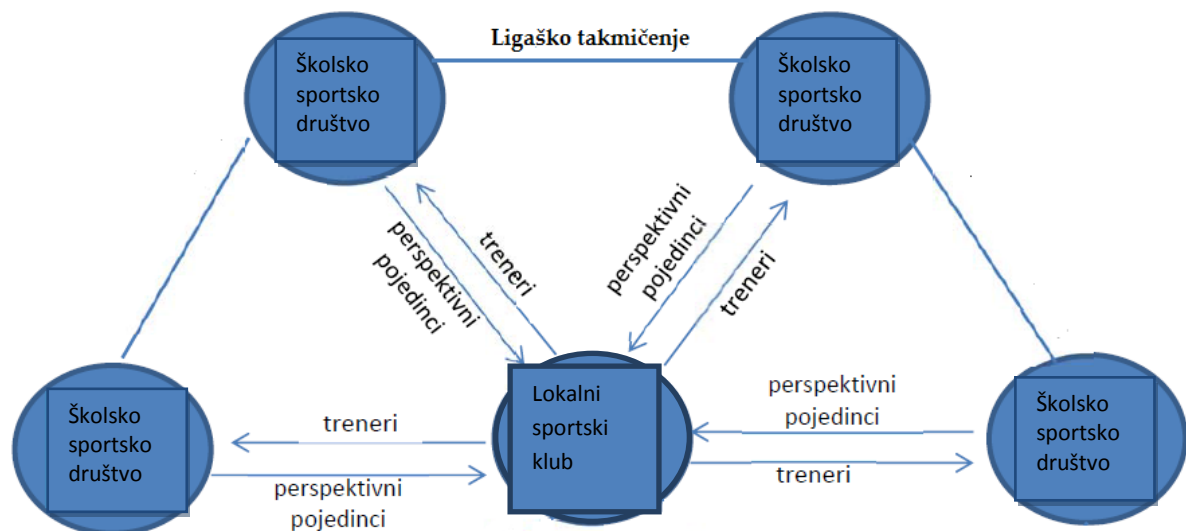 Ligaško takmičenje
Školsko
sportsko
društvo
Školsko
sportsko
društvo
perspektivni
pojedinci
treneri
perspektivni
pojedinci
treneri
Školsko
sportsko
društvo
treneri
perspektivni
pojedinci
Lokalni
sportski
klub
perspektivni
pojedinci
treneri
Školsko
sportsko
društvo